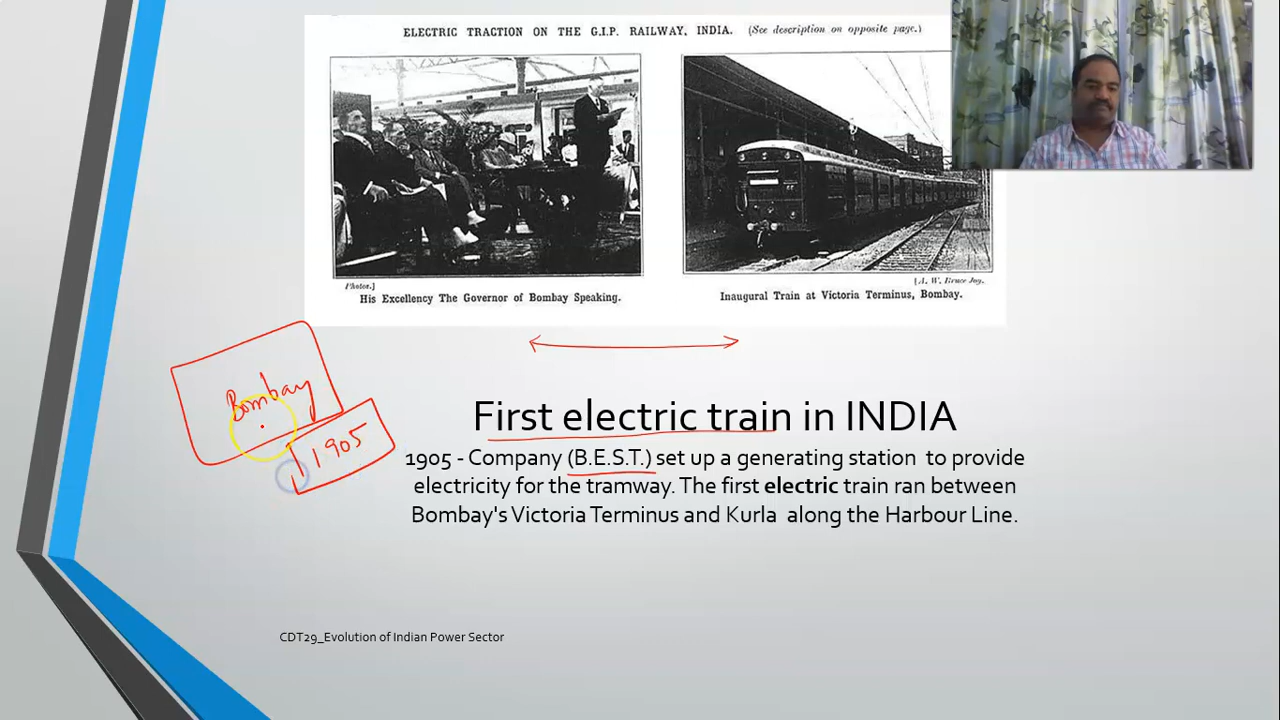 ELECTRIC TRACTION ON THE G.I.P. RAILWAY, INDIA. (See description on opposite page.)
Photos.]
[A. W. Bruce Joy.
His Excellency The Governor of Bombay Speaking.
Inaugural Train at Victoria Terminus, Bombay.
Bombay
1905
First electric train in INDIA
1905 - Company (B.E.S.T.) set up a generating station to provide
electricity for the tramway. The first electric train ran between
Bombay's Victoria Terminus and Kurla along the Harbour Line.
CDT29_Evolution of Indian Power Sector